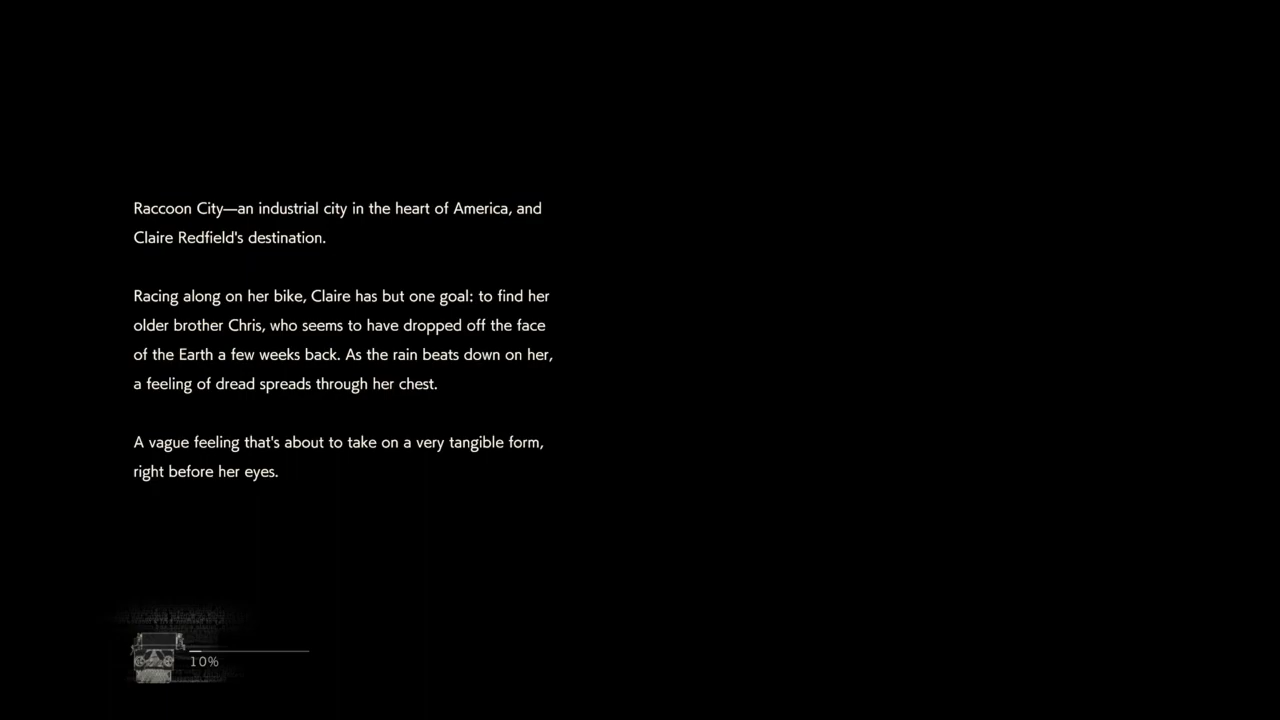 Raccoon City—an industrial city in the heart of America, and
Claire Redfield's destination.
Racing along on her bike, Claire has but one goal: to find her
older brother Chris, who seems to have dropped off the face
of the Earth a few weeks back. As the rain beats down on her,
a feeling of dread spreads through her chest.
A vague feeling that's about to take on a very tangible form,
right before her eyes.
10%